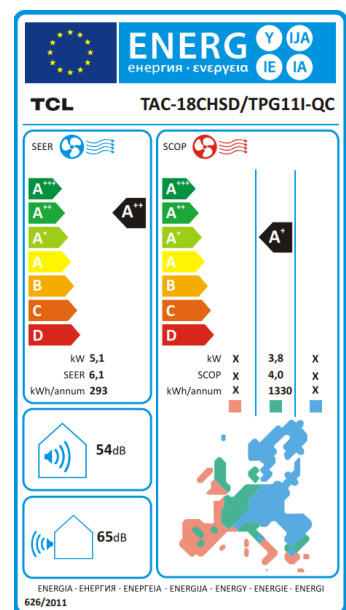 ENERG
енергия · ενεργεια
Y IJA
IE IA
TCL
TAC-18CHSD/TPG11I-QC
SEER
A+++
A++
A+
A
B
C
D
A++
kW 5,1
SEER 6,1
kWh/annum 293
SCOP
A+++
A++
A+
A
B
C
D
A+
kW X 3,8 X
SCOP X 4,0 X
kWh/annum X 1330 X
54dB
65dB
ENERGIA · ЕНЕРГИЯ · ΕΝΕΡΓΕΙΑ · ENERGIJA · ENERGY · ENERGIE · ENERGI
626/2011